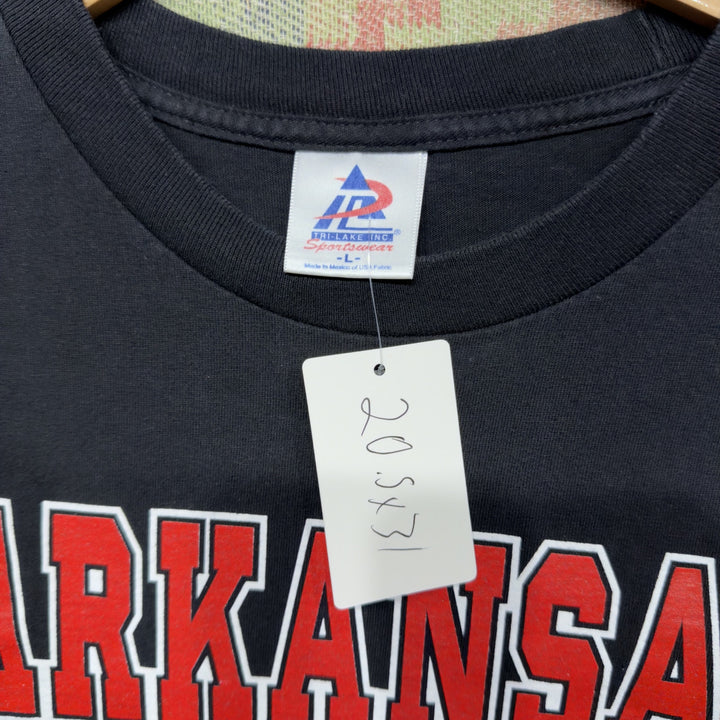 TRI-LAKE INC.®
Sportswear
-L-
Made In Mexico of USA Fabric
20.5x31
ARKANSA